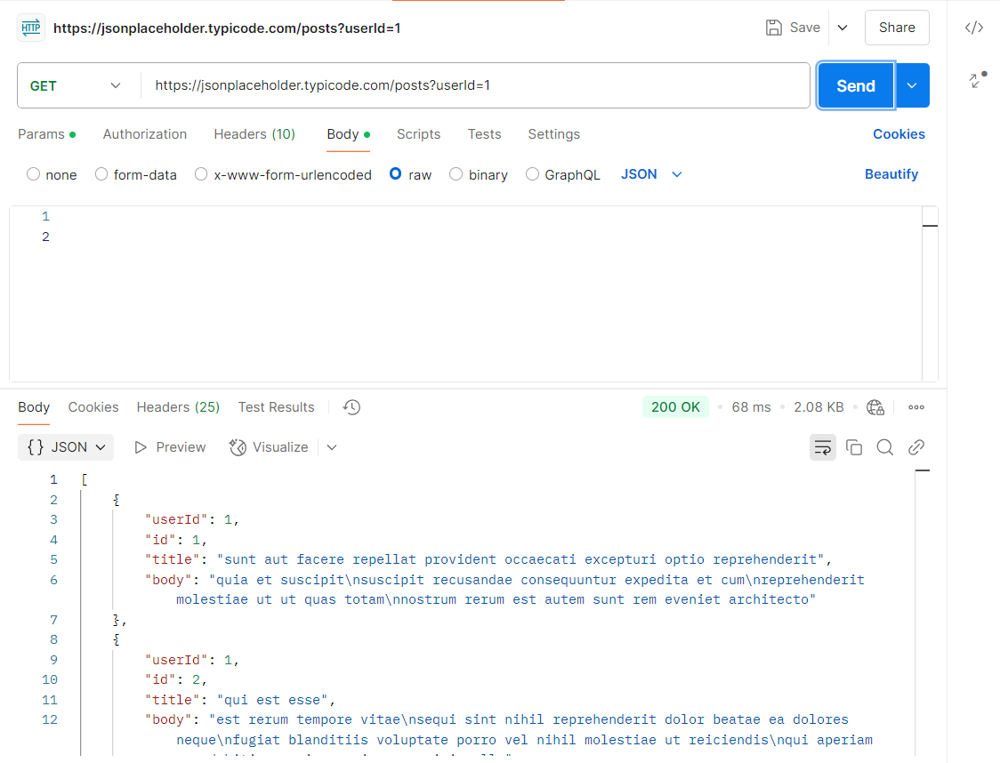 HTTP https://jsonplaceholder.typicode.com/posts?userId=1 Save Share
GET https://jsonplaceholder.typicode.com/posts?userId=1 Send
Params Authorization Headers (10) Body Scripts Tests Settings Cookies
none form-data x-www-form-urlencoded raw binary GraphQL JSON Beautify
1
2
Body Cookies Headers (25) Test Results 200 OK 68 ms 2.08 KB
{} JSON Preview Visualize
1 [
2 {
3 "userId": 1,
4 "id": 1,
5 "title": "sunt aut facere repellat provident occaecati excepturi optio reprehenderit",
6 "body": "quia et suscipit\nsuscipit recusandae consequuntur expedita et cum\nreprehenderit
molestiae ut ut quas totam\nnostrum rerum est autem sunt rem eveniet architecto"
7 },
8 {
9 "userId": 1,
10 "id": 2,
11 "title": "qui est esse",
12 "body": "est rerum tempore vitae\nsequi sint nihil reprehenderit dolor beatae ea dolores
neque\nfugiat blanditiis voluptate porro vel nihil molestiae ut reiciendis\nqui aperiam